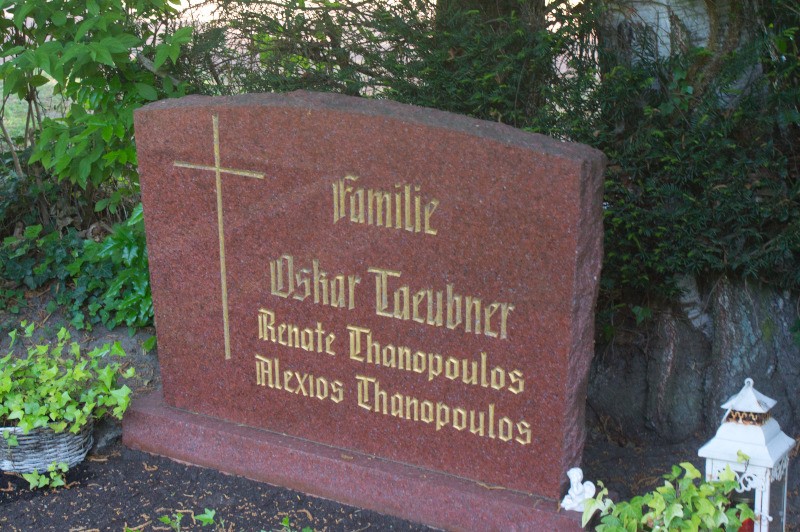 Familie
Oskar Taeubner
Renate Thanopoulos
Alexios Thanopoulos